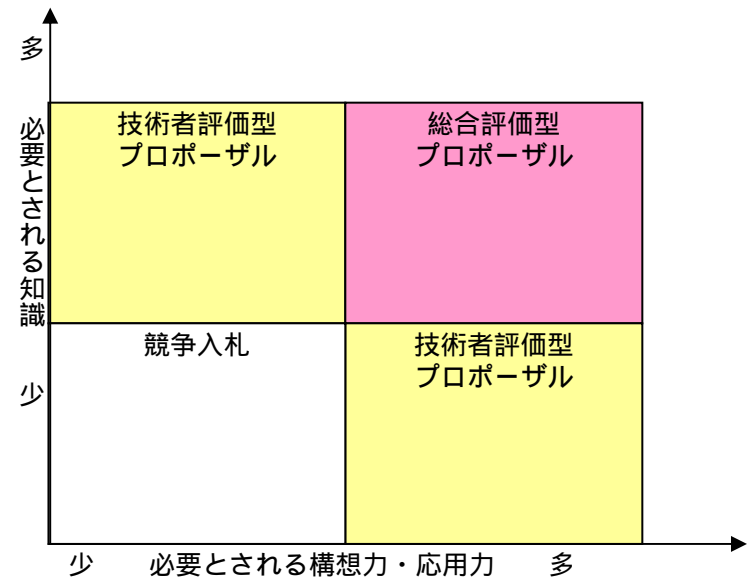 多
技術者評価型
プロポーザル
総合評価型
プロポーザル
必要とされる知識
競争入札
技術者評価型
プロポーザル
少
少 必要とされる構想力・応用力 多